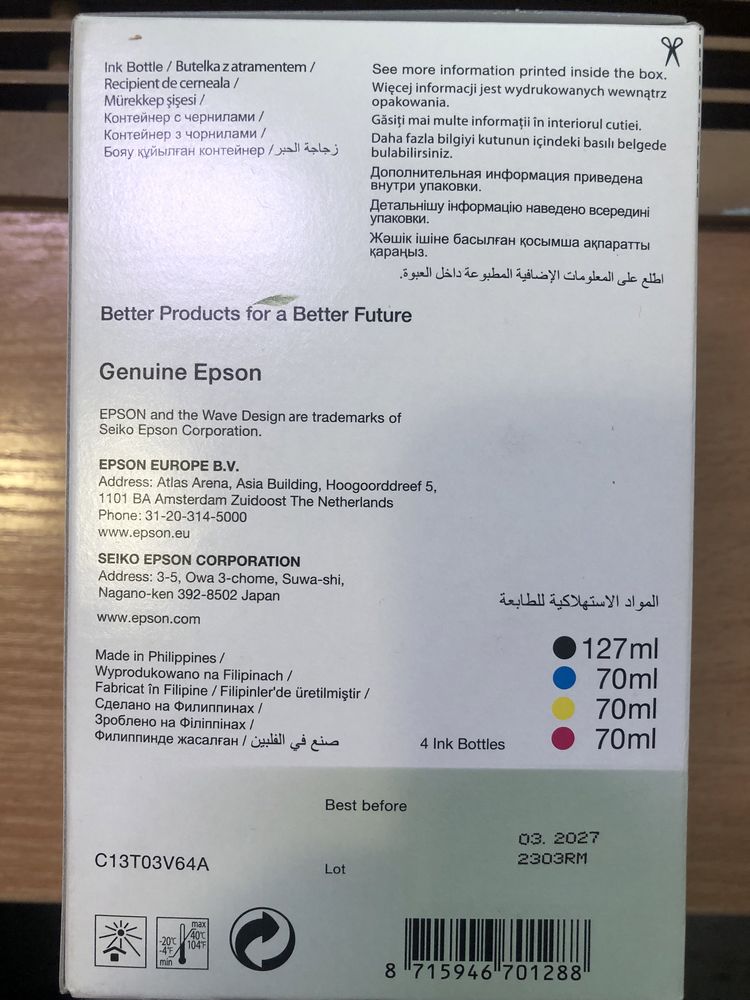 Ink Bottle / Butelka z atramentem /
Recipient de cerneala /
Mürekkep şişesi /
Контейнер с чернилами /
Контейнер з чорнилами /
Бояу құйылған контейнер / زجاجة الحبر
See more information printed inside the box.
Więcej informacji jest wydrukowanych wewnątrz
opakowania.
Găsiți mai multe informații în interiorul cutiei.
Daha fazla bilgiyi kutunun içindeki basılı belgede
bulabilirsiniz.
Дополнительная информация приведена
внутри упаковки.
Детальнішу інформацію наведено всередині
упаковки.
Жәшік ішіне басылған қосымша ақпаратты
қараңыз.
اطلع على المعلومات الإضافية المطبوعة داخل العبوة.
Better Products for a Better Future
Genuine Epson
EPSON and the Wave Design are trademarks of
Seiko Epson Corporation.
EPSON EUROPE B.V.
Address: Atlas Arena, Asia Building, Hoogoorddreef 5,
1101 BA Amsterdam Zuidoost The Netherlands
Phone: 31-20-314-5000
www.epson.eu
SEIKO EPSON CORPORATION
Address: 3-5, Owa 3-chome, Suwa-shi,
Nagano-ken 392-8502 Japan
www.epson.com
Made in Philippines /
Wyprodukowano na Filipinach /
Fabricat în Filipine / Filipinler'de üretilmiştir /
Сделано на Филиппинах /
Зроблено на Філіппінах /
Филиппинде жасалған / صنع في الفلبين
المواد الاستهلاكية للطابعة
127ml
70ml
70ml
70ml
4 Ink Bottles
Best before
03. 2027
2303RM
C13T03V64A
Lot
max
40°C
104°F
-20°C
-4°F
min
8 715946 701288